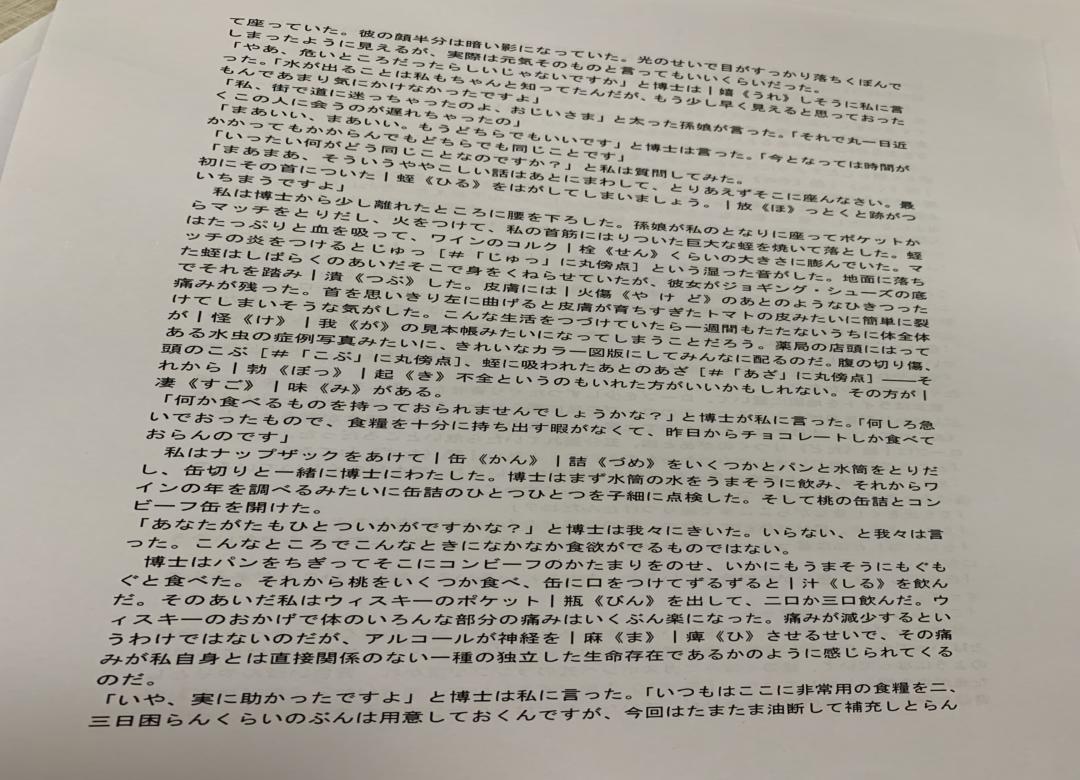 て座っていた。彼の顔半分は暗い影になっていた。光のせいで目がすっかり落ちくぼんで
しまったように見えるが、実際は元気そのものと言ってもいいくらいだった。
「やあ、危いところだったらしいじゃないですか」と博士は|嬉《うれ》しそうに私に言
った。「水が出ることは私もちゃんと知ってたんだが、もう少し早く見えると思っておった
もんであまり気にかけなかったですよ」
「私、街で道に迷っちゃったのよ、おじいさま」と太った孫娘が言った。「それで丸一日近
くこの人に会うのが遅れちゃったの」
「まあいい、まあいい。もうどちらでもいいです」と博士は言った。「今となっては時間が
かかってもかからんでもどちらでも同じことです」
「いったい何がどう同じことなのですか？」と私は質問してみた。
「まあまあ、そういうややこしい話はあとにまわして、とりあえずそこに座んなさい。最
初にその首についた|蛭《ひる》をはがしてしまいましょう。|放《ほ》っとくと跡がつ
いちまうですよ」
　私は博士から少し離れたところに腰を下ろした。孫娘が私のとなりに座ってポケットか
らマッチをとりだし、火をつけて、私の首筋にはりついた巨大な蛭を焼いて落とした。蛭
はたっぷりと血を吸って、ワインのコルク|栓《せん》くらいの大きさに膨んでいた。マ
ッチの炎をつけるとじゅっ［＃「じゅっ」に丸傍点］という湿った音がした。地面に落ち
た蛭はしばらくのあいだそこで身をくねらせていたが、彼女がジョギング・シューズの底
でそれを踏み|潰《つぶ》した。皮膚には|火傷《や け ど》のあとのようなひきつった
痛みが残った。首を思いきり左に曲げると皮膚が育ちすぎたトマトの皮みたいに簡単に裂
けてしまいそうな気がした。こんな生活をつづけていたら一週間もたたないうちに体全体
が|怪《け》|我《が》の見本帳みたいになってしまうことだろう。薬局の店頭にはって
ある水虫の症例写真みたいに、きれいなカラー図版にしてみんなに配るのだ。腹の切り傷、
頭のこぶ［＃「こぶ」に丸傍点］、蛭に吸われたあとのあざ［＃「あざ」に丸傍点］――そ
れから|勃《ぼっ》|起《き》不全というのもいれた方がいいかもしれない。その方が|
凄《すご》|味《み》がある。
「何か食べるものを持っておられませんでしょうかな？」と博士が私に言った。「何しろ急
いでおったもので、食糧を十分に持ち出す暇がなくて、昨日からチョコレートしか食べて
おらんのです」
　私はナップザックをあけて|缶《かん》|詰《づめ》をいくつかとパンと水筒をとりだ
し、缶切りと一緒に博士にわたした。博士はまず水筒の水をうまそうに飲み、それからワ
インの年を調べるみたいに缶詰のひとつひとつを子細に点検した。そして桃の缶詰とコン
ビーフ缶を開けた。
「あなたがたもひとついかがですかな？」と博士は我々にきいた。いらない、と我々は言
った。こんなところでこんなときになかなか食欲がでるものではない。
　博士はパンをちぎってそこにコンビーフのかたまりをのせ、いかにもうまそうにもぐも
ぐと食べた。それから桃をいくつか食べ、缶に口をつけてずるずると|汁《しる》を飲ん
だ。そのあいだ私はウィスキーのポケット|瓶《びん》を出して、二口か三口飲んだ。ウ
ィスキーのおかげで体のいろんな部分の痛みはいくぶん楽になった。痛みが減少するとい
うわけではないのだが、アルコールが神経を|麻《ま》|痺《ひ》させるせいで、その痛
みが私自身とは直接関係のない一種の独立した生命存在であるかのように感じられてくる
のだ。
「いや、実に助かったですよ」と博士は私に言った。「いつもはここに非常用の食糧を二、
三日困らんくらいのぶんは用意しておくんですが、今回はたまたま油断して補充しとらん